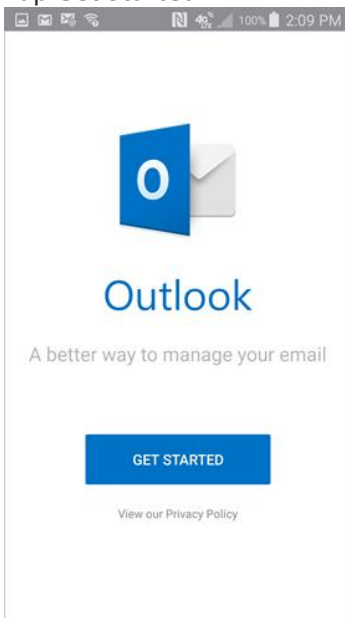 100% 2:09 PM
O
Outlook
A better way to manage your email
GET STARTED
View our Privacy Policy